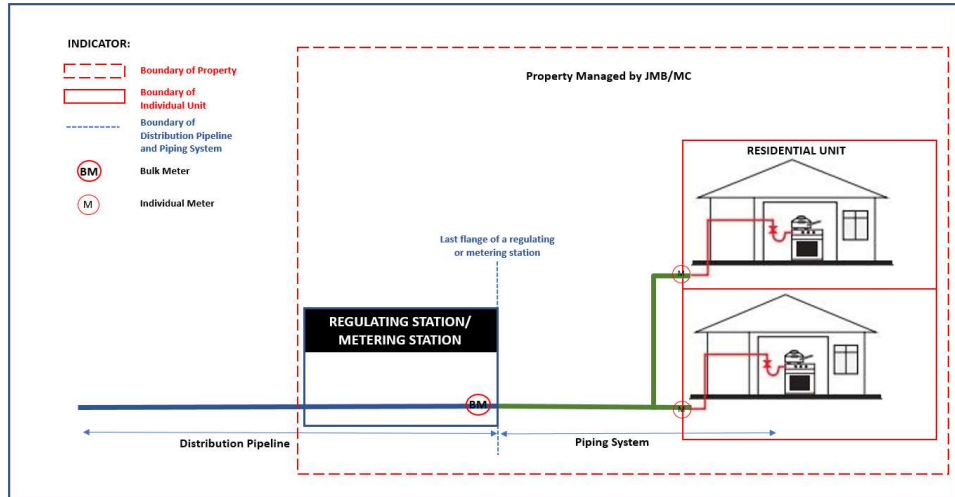 INDICATOR:
Boundary of Property
Boundary of
Individual Unit
Boundary of
Distribution Pipeline
and Piping System
BM
Bulk Meter
M
Individual Meter
Property Managed by JMB/MC
RESIDENTIAL UNIT
Last flange of a regulating
or metering station
M
REGULATING STATION/
METERING STATION
BM
M
Distribution Pipeline
Piping System